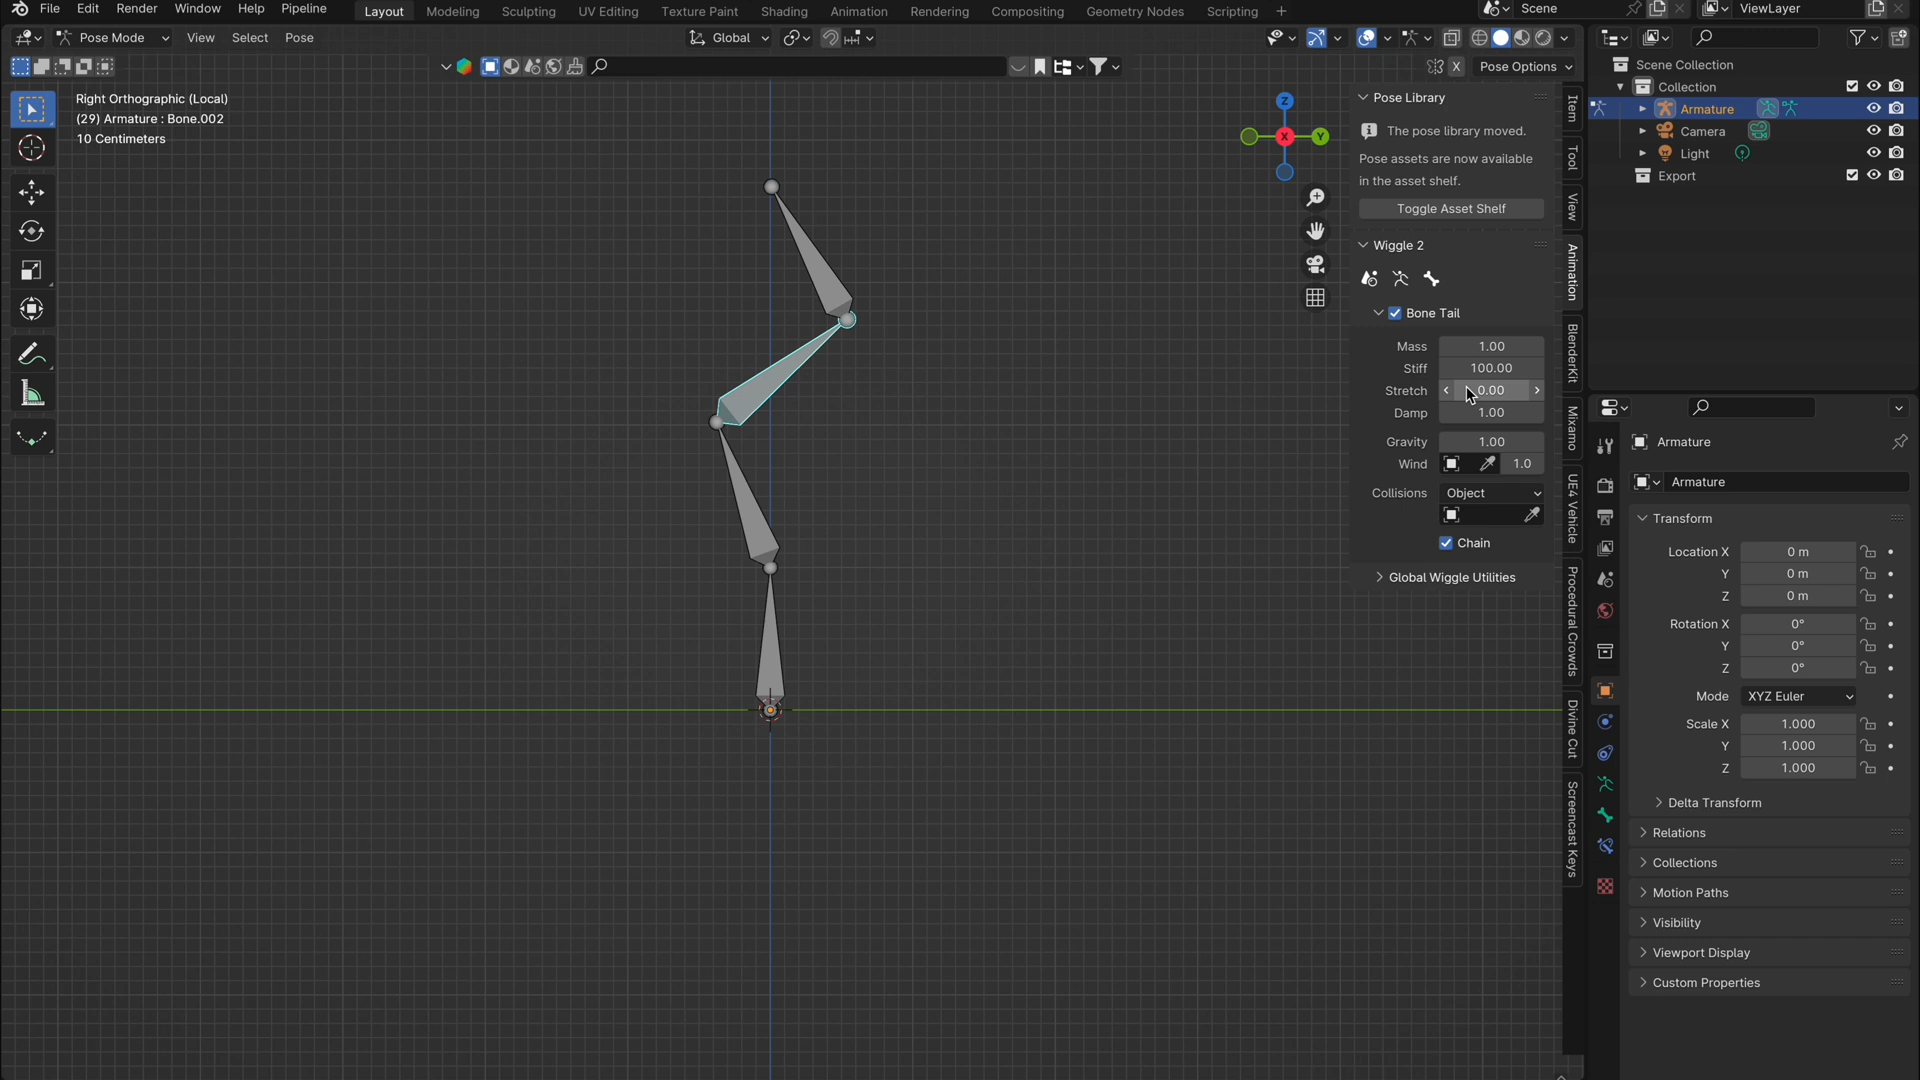 File Edit Render Window Help Pipeline Layout Modeling Sculpting UV Editing Texture Paint Shading Animation Rendering Compositing Geometry Nodes Scripting + Scene ViewLayer
Pose Mode View Select Pose Global
X Pose Options
Right Orthographic (Local)
(29) Armature : Bone.002
10 Centimeters
Z
X
Y
Pose Library
The pose library moved.
Pose assets are now available
in the asset shelf.
Toggle Asset Shelf
Wiggle 2
Bone Tail
Mass 1.00
Stiff 100.00
Stretch 0.00
Damp 1.00
Gravity 1.00
Wind 1.0
Collisions Object
Chain
Global Wiggle Utilities
Item
Tool
View
Animation
BlenderKit
Mixamo
UE4 Vehicle
Procedural Crowds
Divine Cut
Screencast Keys
Scene Collection
Collection
Armature
Camera
Light
Export
Armature
Armature
Transform
Location X 0 m
Y 0 m
Z 0 m
Rotation X 0°
Y 0°
Z 0°
Mode XYZ Euler
Scale X 1.000
Y 1.000
Z 1.000
Delta Transform
Relations
Collections
Motion Paths
Visibility
Viewport Display
Custom Properties